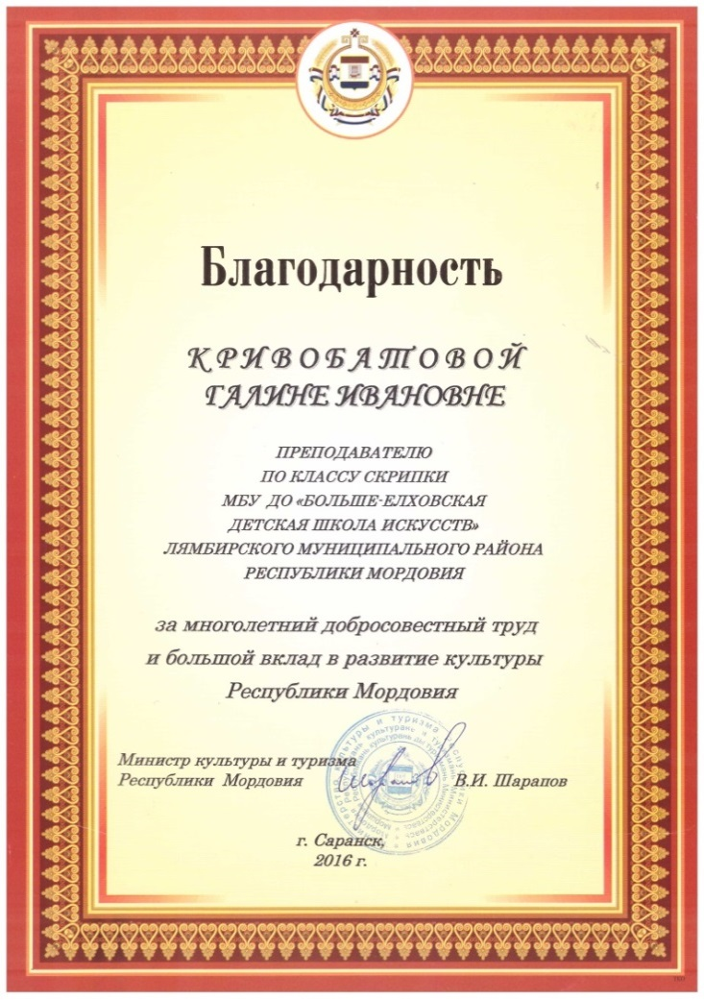 Благодарность
КРИВОБАТОВОЙ
ГАЛИНЕ ИВАНОВНЕ
ПРЕПОДАВАТЕЛЮ
ПО КЛАССУ СКРИПКИ
МБУ ДО «БОЛЬШЕ-ЕЛХОВСКАЯ
ДЕТСКАЯ ШКОЛА ИСКУССТВ»
ЛЯМБИРСКОГО МУНИЦИПАЛЬНОГО РАЙОНА
РЕСПУБЛИКИ МОРДОВИЯ
за многолетний добросовестный труд
и большой вклад в развитие культуры
Республики Мордовия
Министр культуры и туризма
Республики Мордовия В.И. Шарапов
г. Саранск,
2016 г.